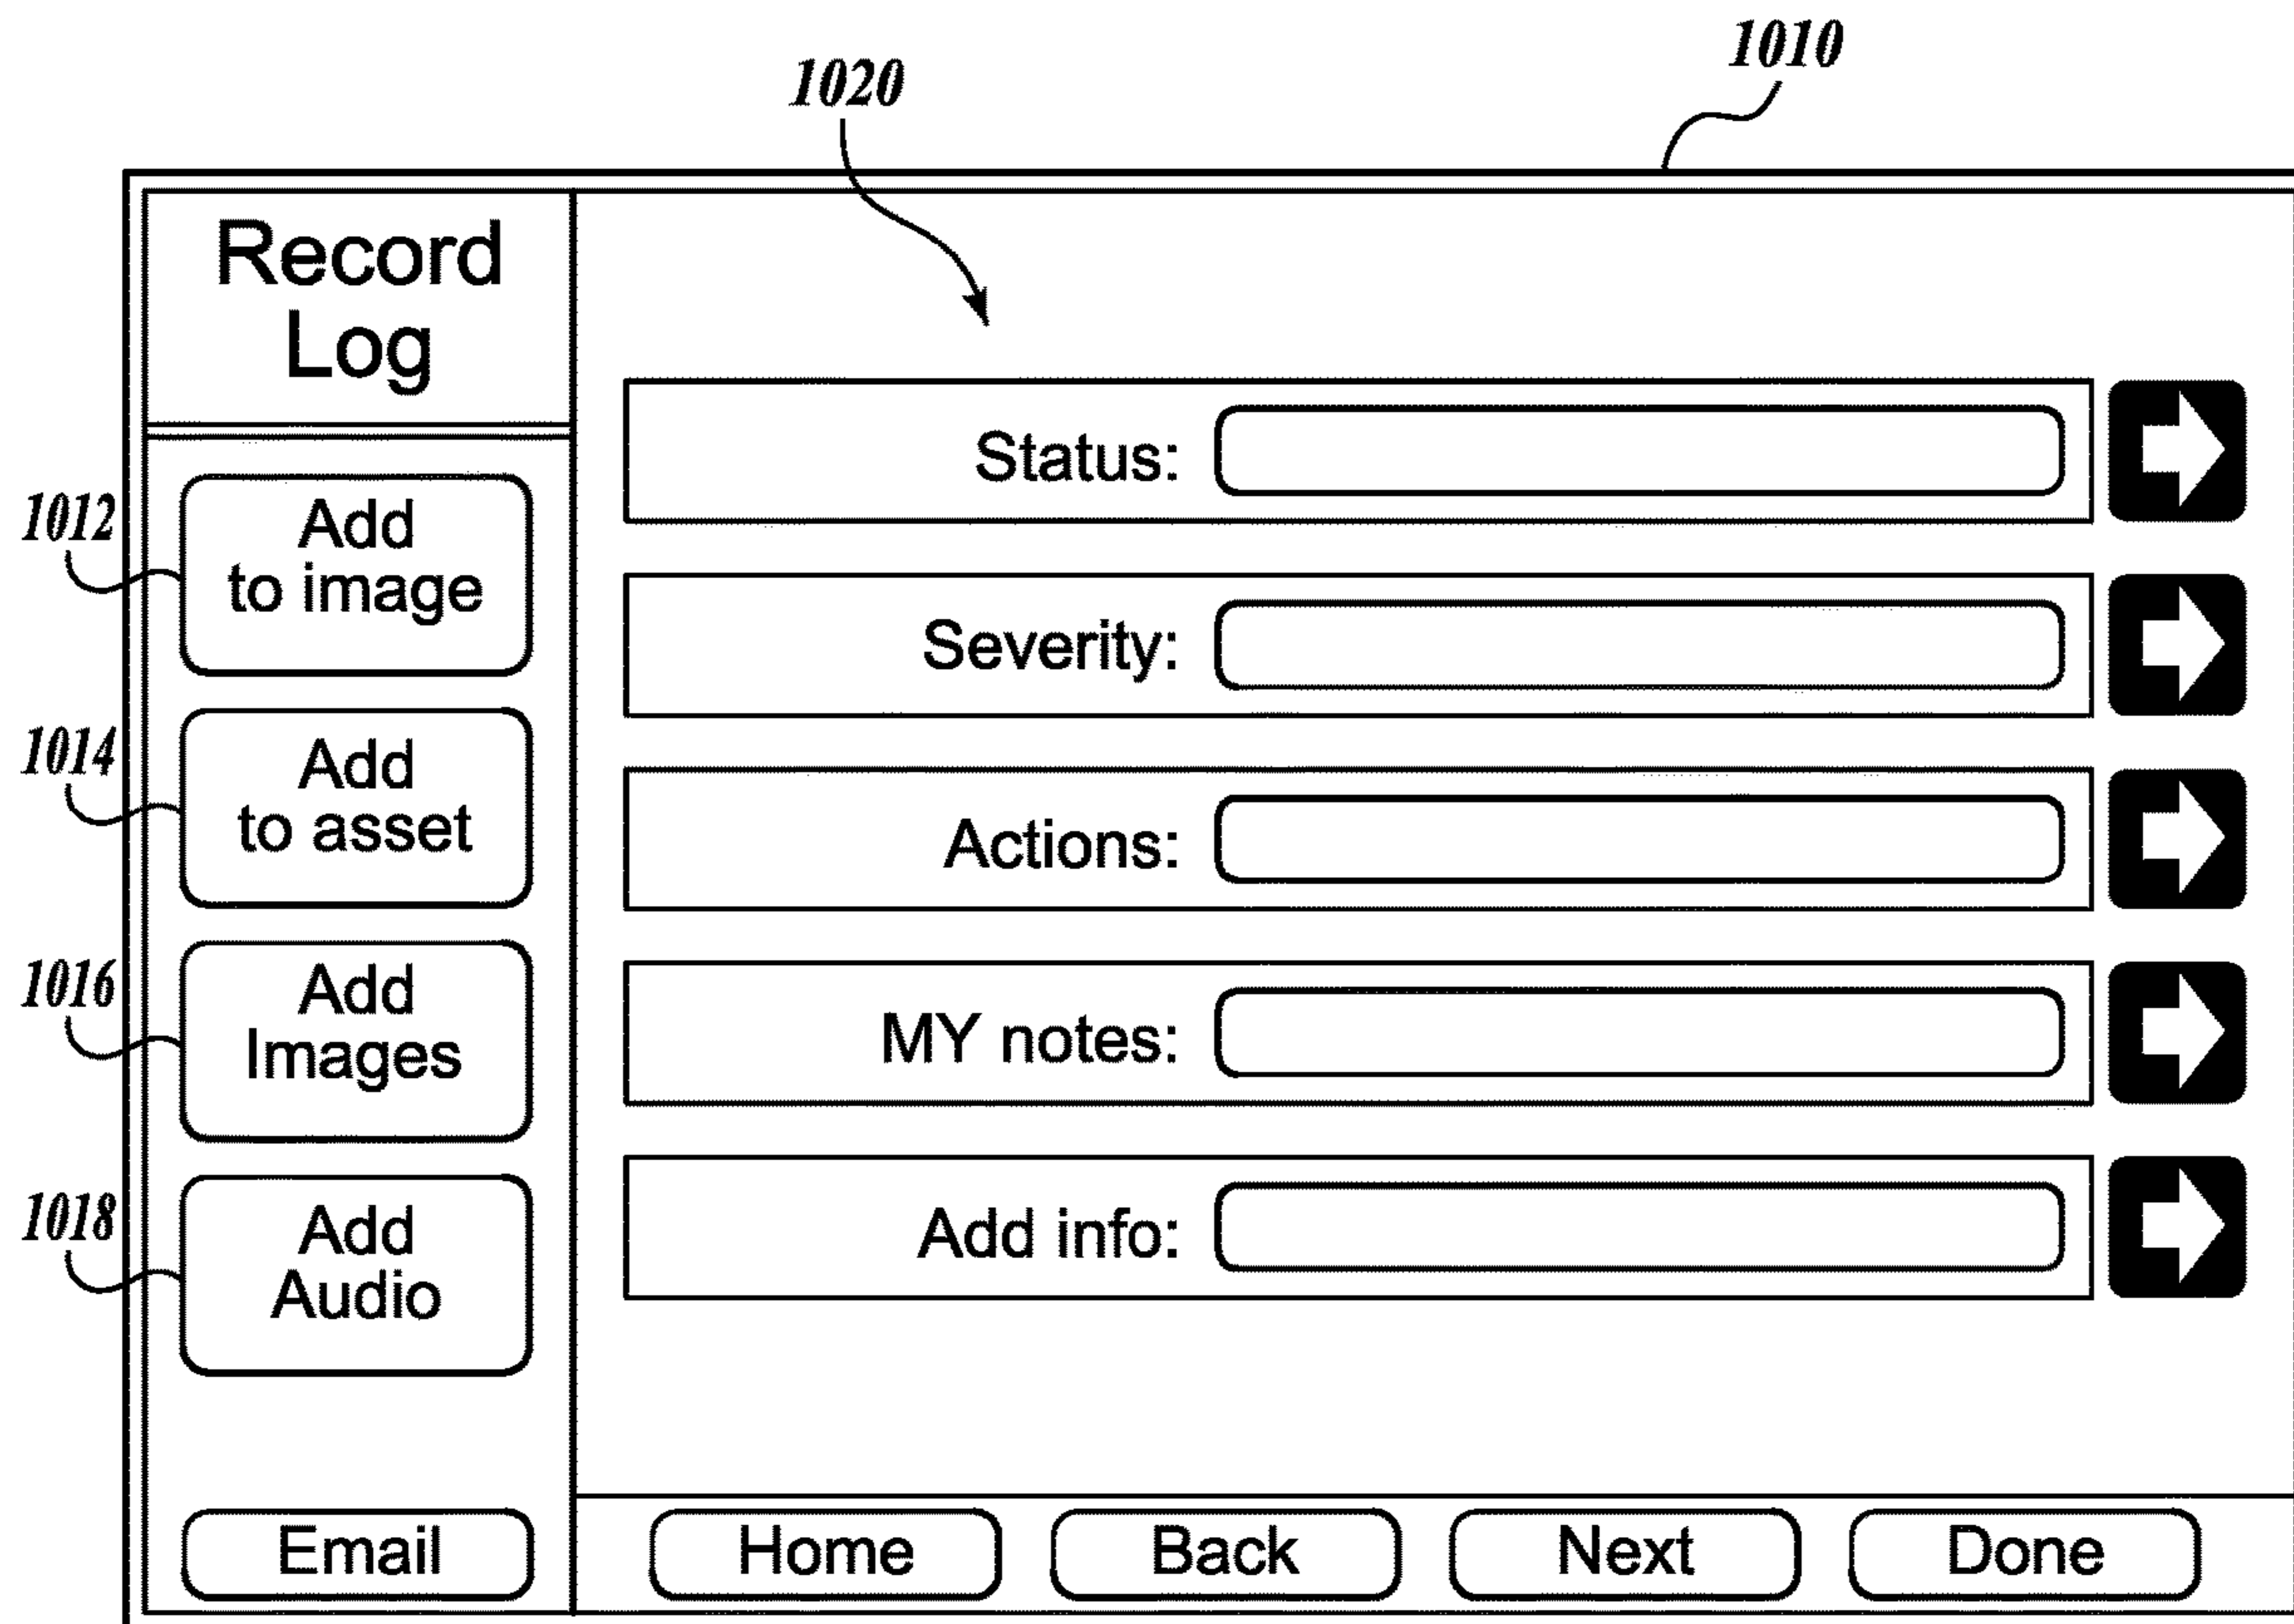 1010
1020
Record
Log
1012
Add
to image
1014
Add
to asset
1016
Add
Images
1018
Add
Audio
Email
Status:
Severity:
Actions:
MY notes:
Add info:
Home
Back
Next
Done